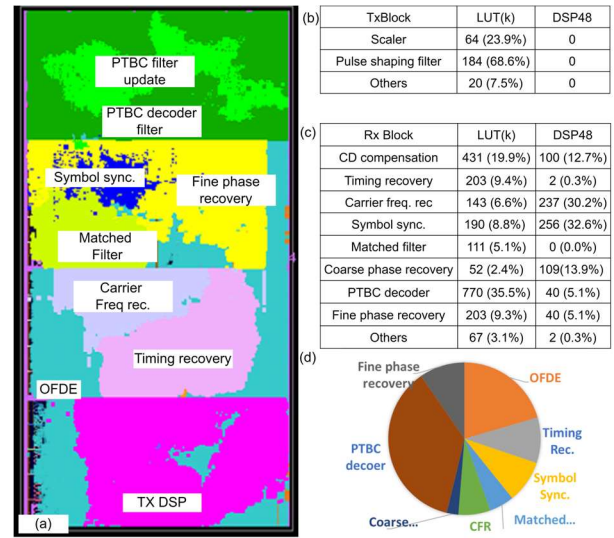 PTBC filter
update
PTBC decoder
filter
Symbol sync.
Fine phase
recovery
Matched
Filter
Carrier
Freq rec.
Timing recovery
OFDE
TX DSP
(a)
(b)
TxBlock LUT(k) DSP48
Scaler 64 (23.9%) 0
Pulse shaping filter 184 (68.6%) 0
Others 20 (7.5%) 0
(c)
Rx Block LUT(k) DSP48
CD compensation 431 (19.9%) 100 (12.7%)
Timing recovery 203 (9.4%) 2 (0.3%)
Carrier freq. rec 143 (6.6%) 237 (30.2%)
Symbol sync. 190 (8.8%) 256 (32.6%)
Matched filter 111 (5.1%) 0 (0.0%)
Coarse phase recovery 52 (2.4%) 109(13.9%)
PTBC decoder 770 (35.5%) 40 (5.1%)
Fine phase recovery 203 (9.3%) 40 (5.1%)
Others 67 (3.1%) 2 (0.3%)
(d)
Fine phase
recovery
OFDE
Timing
Rec.
PTBC
decoer
Symbol
Sync.
Coarse...
CFR
Matched...